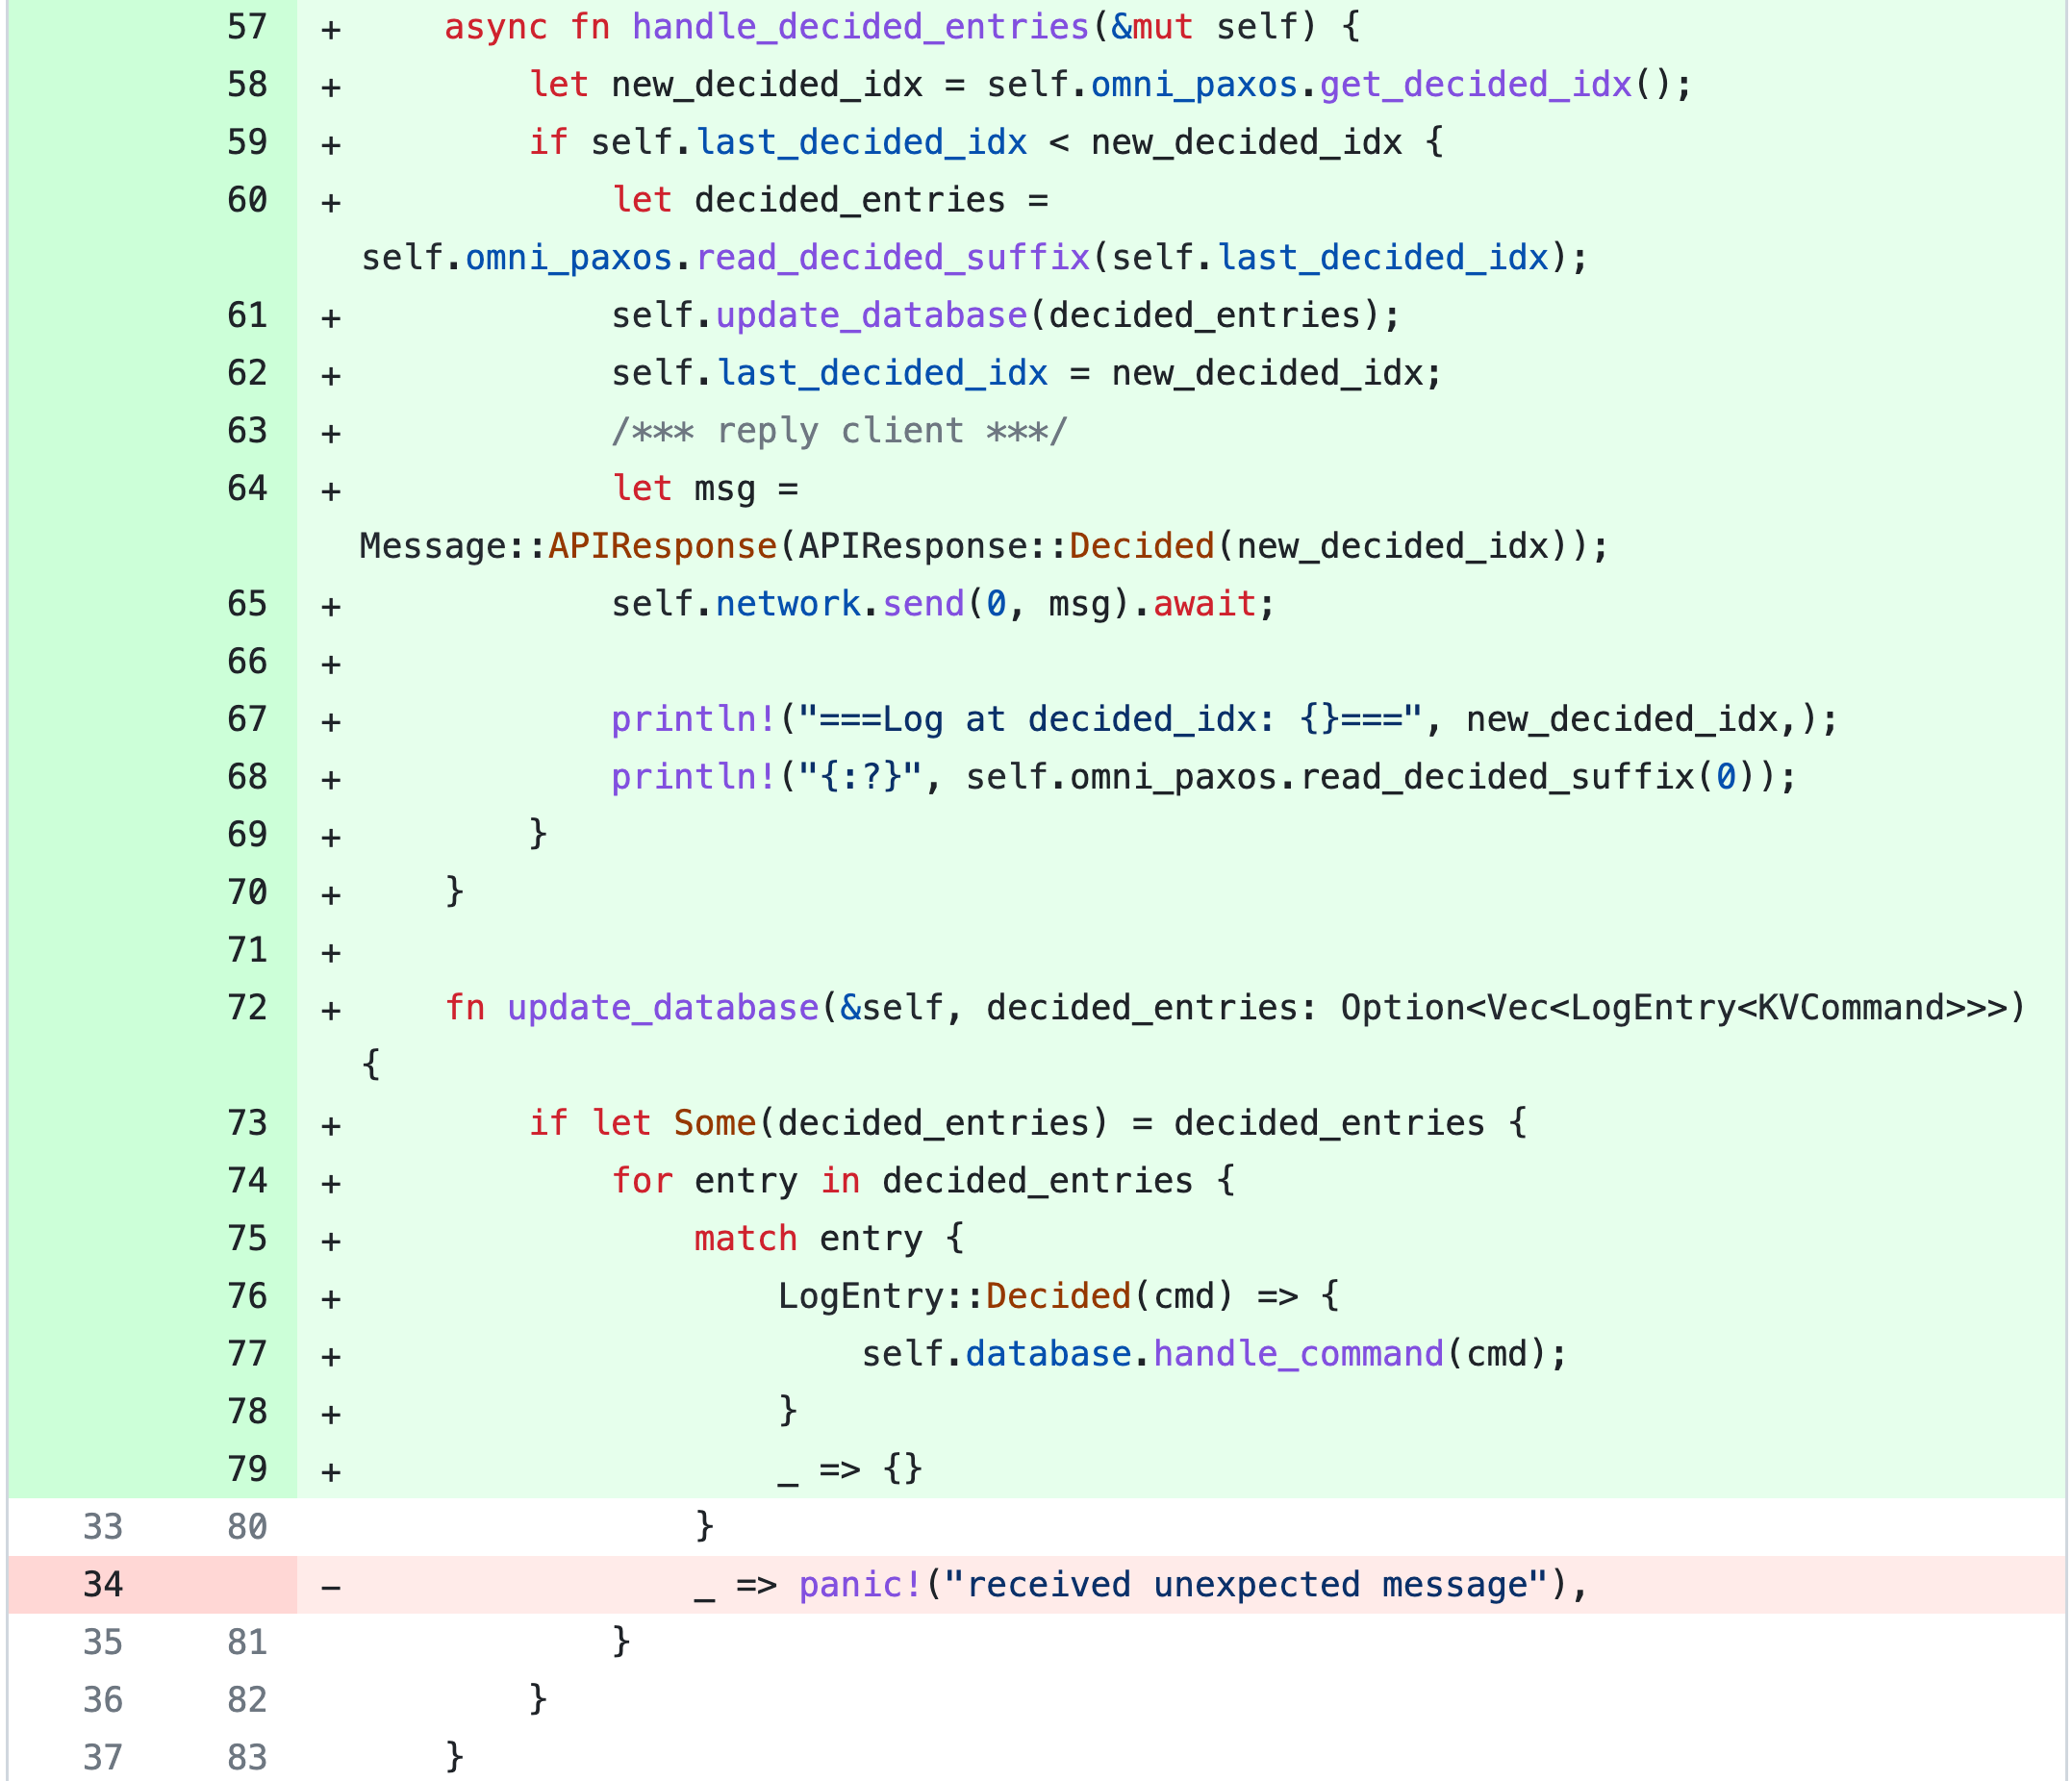 57 + async fn handle_decided_entries(&mut self) {
58 + let new_decided_idx = self.omni_paxos.get_decided_idx();
59 + if self.last_decided_idx < new_decided_idx {
60 + let decided_entries =
self.omni_paxos.read_decided_suffix(self.last_decided_idx);
61 + self.update_database(decided_entries);
62 + self.last_decided_idx = new_decided_idx;
63 + /*** reply client ***/
64 + let msg =
Message::APIResponse(APIResponse::Decided(new_decided_idx));
65 + self.network.send(0, msg).await;
66 +
67 + println!("===Log at decided_idx: {}===", new_decided_idx,);
68 + println!("{:?}", self.omni_paxos.read_decided_suffix(0));
69 + }
70 + }
71 +
72 + fn update_database(&self, decided_entries: Option<Vec<LogEntry<KVCommand>>>)
{
73 + if let Some(decided_entries) = decided_entries {
74 + for entry in decided_entries {
75 + match entry {
76 + LogEntry::Decided(cmd) => {
77 + self.database.handle_command(cmd);
78 + }
79 + _ => {}
33 80 }
34 - _ => panic!("received unexpected message"),
35 81 }
36 82 }
37 83 }